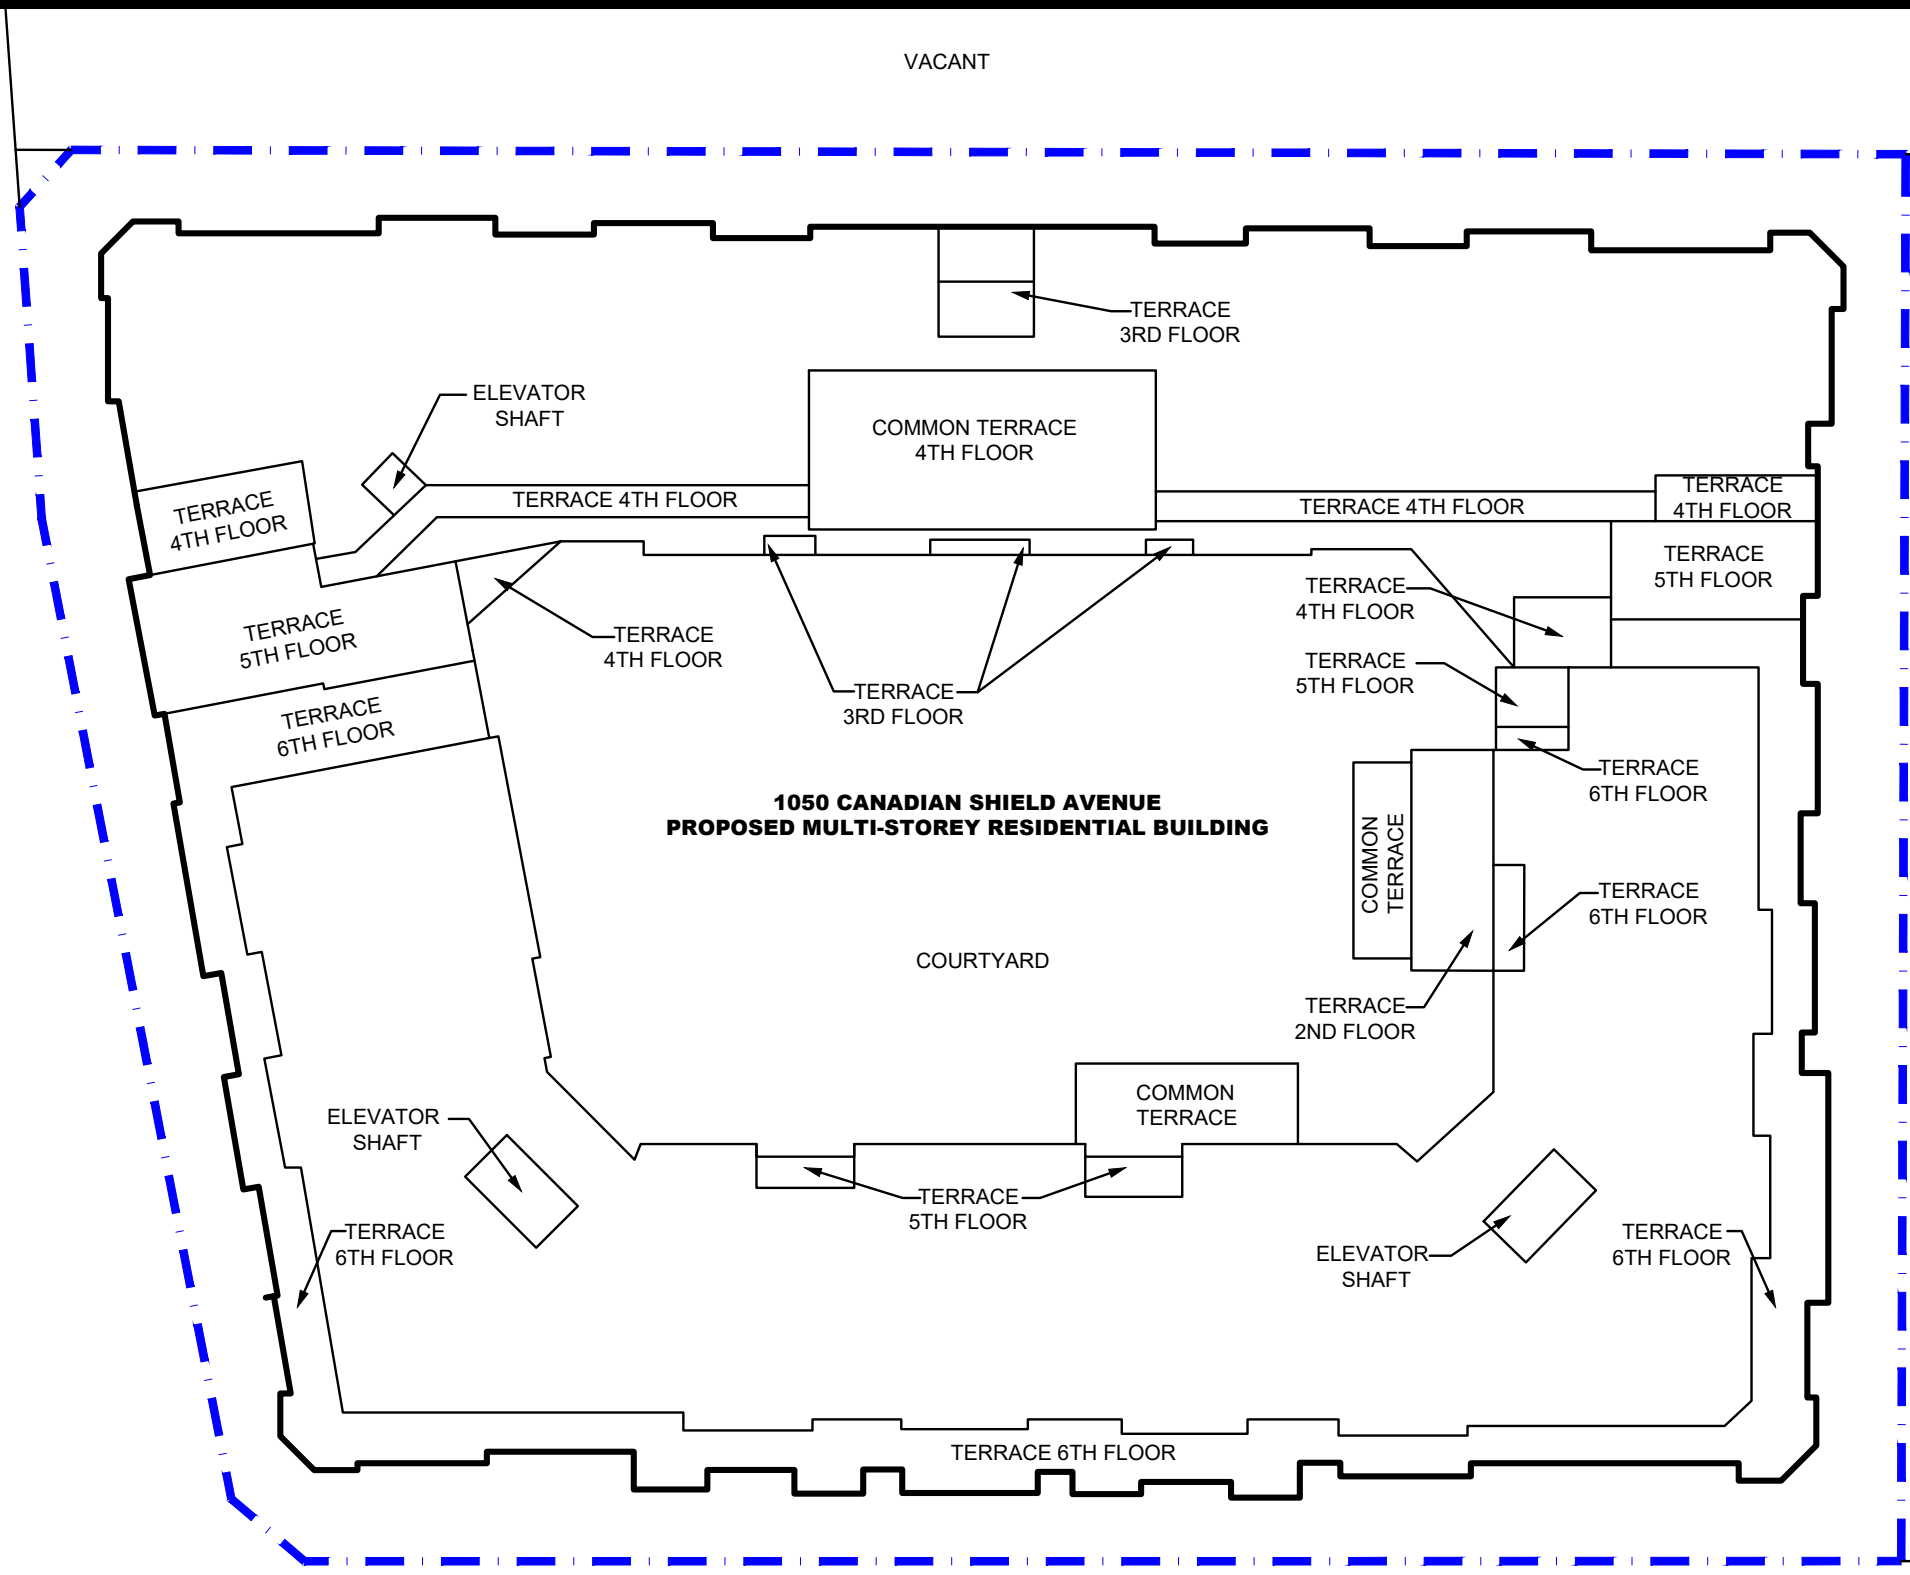 VACANT
TERRACE
3RD FLOOR
ELEVATOR
SHAFT
COMMON TERRACE
4TH FLOOR
TERRACE
4TH FLOOR
TERRACE 4TH FLOOR
TERRACE 4TH FLOOR
TERRACE
4TH FLOOR
TERRACE
5TH FLOOR
TERRACE
4TH FLOOR
TERRACE
5TH FLOOR
TERRACE
4TH FLOOR
TERRACE
5TH FLOOR
TERRACE
3RD FLOOR
TERRACE
6TH FLOOR
TERRACE
6TH FLOOR
1050 CANADIAN SHIELD AVENUE
PROPOSED MULTI-STOREY RESIDENTIAL BUILDING
COMMON
TERRACE
TERRACE
6TH FLOOR
COURTYARD
TERRACE
2ND FLOOR
COMMON
TERRACE
ELEVATOR
SHAFT
TERRACE
5TH FLOOR
TERRACE
6TH FLOOR
ELEVATOR
SHAFT
TERRACE
6TH FLOOR
TERRACE 6TH FLOOR